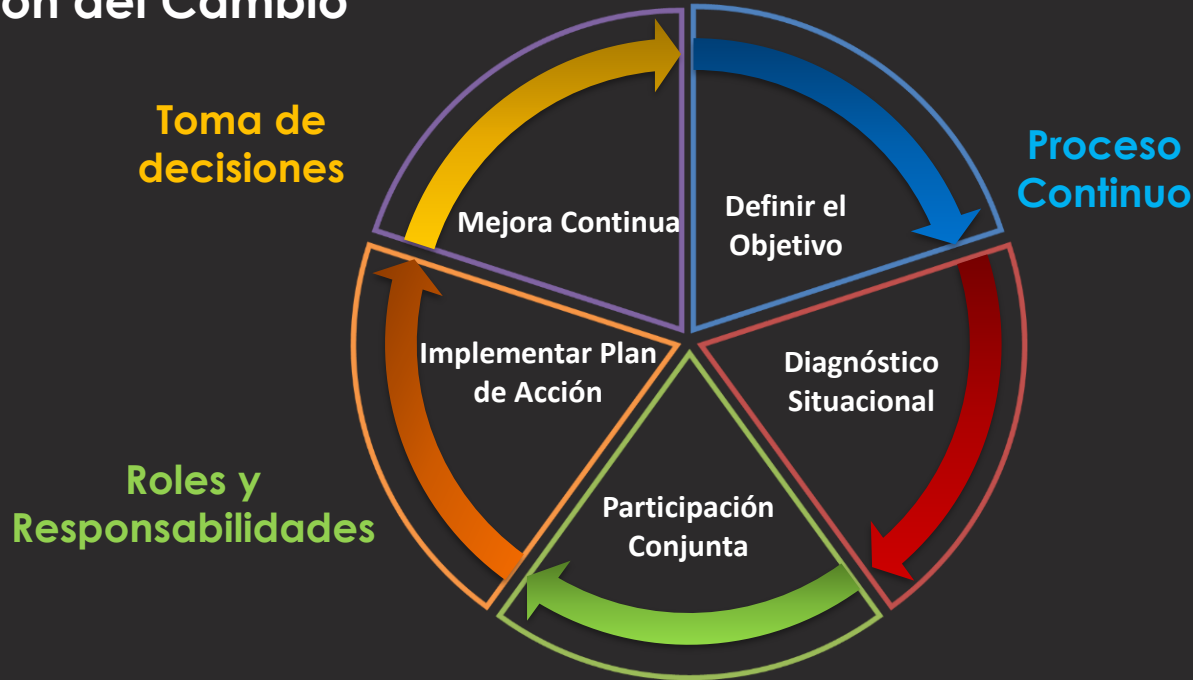 ón del Cambio
Toma de
decisiones
Proceso
Continuo
Mejora Continua
Definir el
Objetivo
Implementar Plan
de Acción
Diagnóstico
Situacional
Roles y
Responsabilidades
Participación
Conjunta